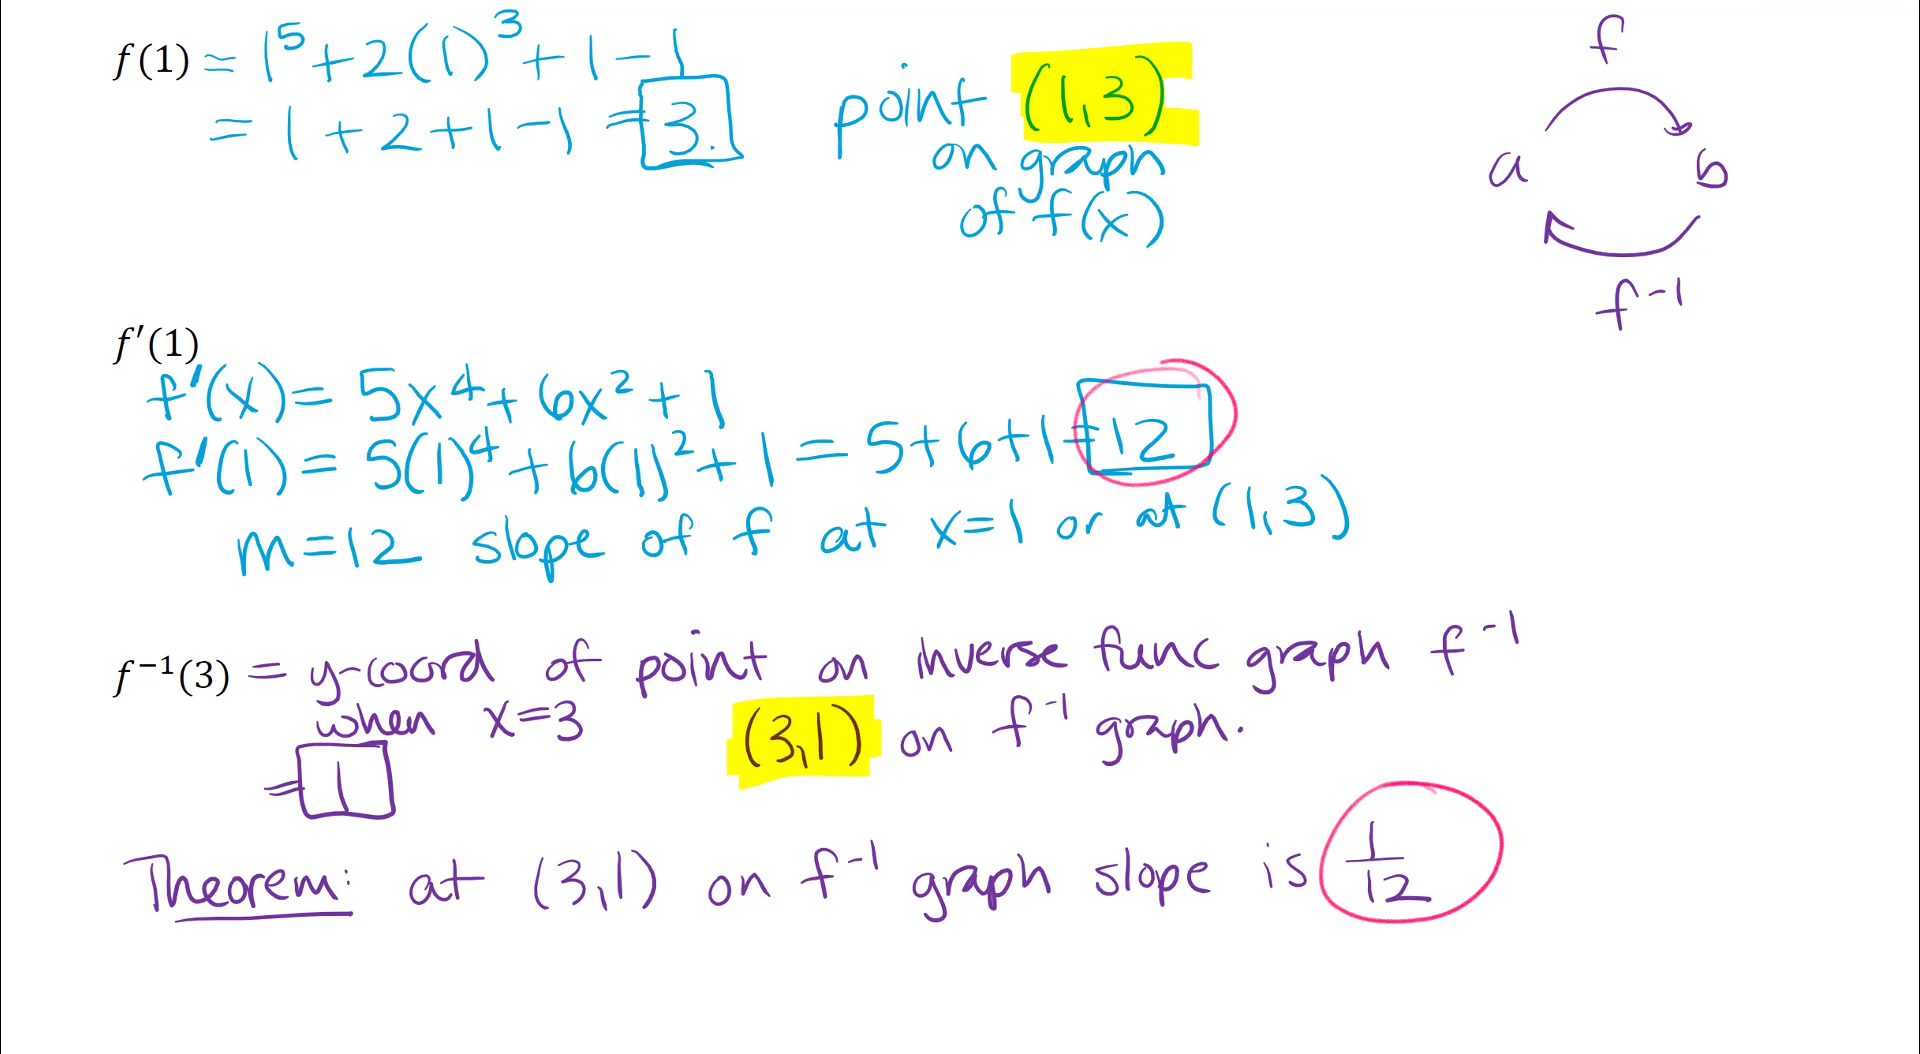 f(1) = 1⁵ + 2(1)³ + 1 - 1
= 1 + 2 + 1 - 1 = 3.
point (1,3)
on graph
of f(x)
f
a b
f⁻¹
f′(1)
f'(x) = 5x⁴ + 6x² + 1
f'(1) = 5(1)⁴ + 6(1)² + 1 = 5 + 6 + 1 = 12
m = 12 slope of f at x = 1 or at (1,3)
f⁻¹(3) = y-coord of point on inverse func graph f⁻¹
when x = 3 (3,1) on f⁻¹ graph.
= 1
Theorem: at (3,1) on f⁻¹ graph slope is 1/12